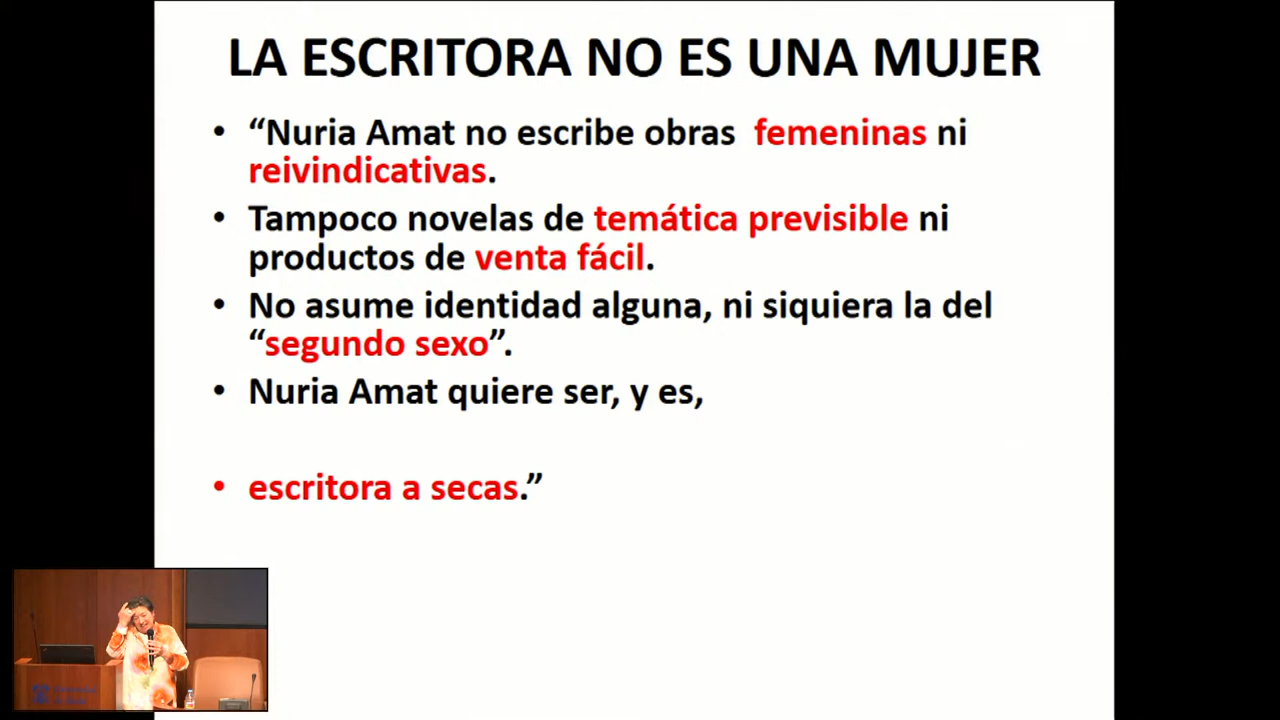 LA ESCRITORA NO ES UNA MUJER
• “Nuria Amat no escribe obras femeninas ni
reivindicativas.
• Tampoco novelas de temática previsible ni
productos de venta fácil.
• No asume identidad alguna, ni siquiera la del
“segundo sexo”.
• Nuria Amat quiere ser, y es,
• escritora a secas.”